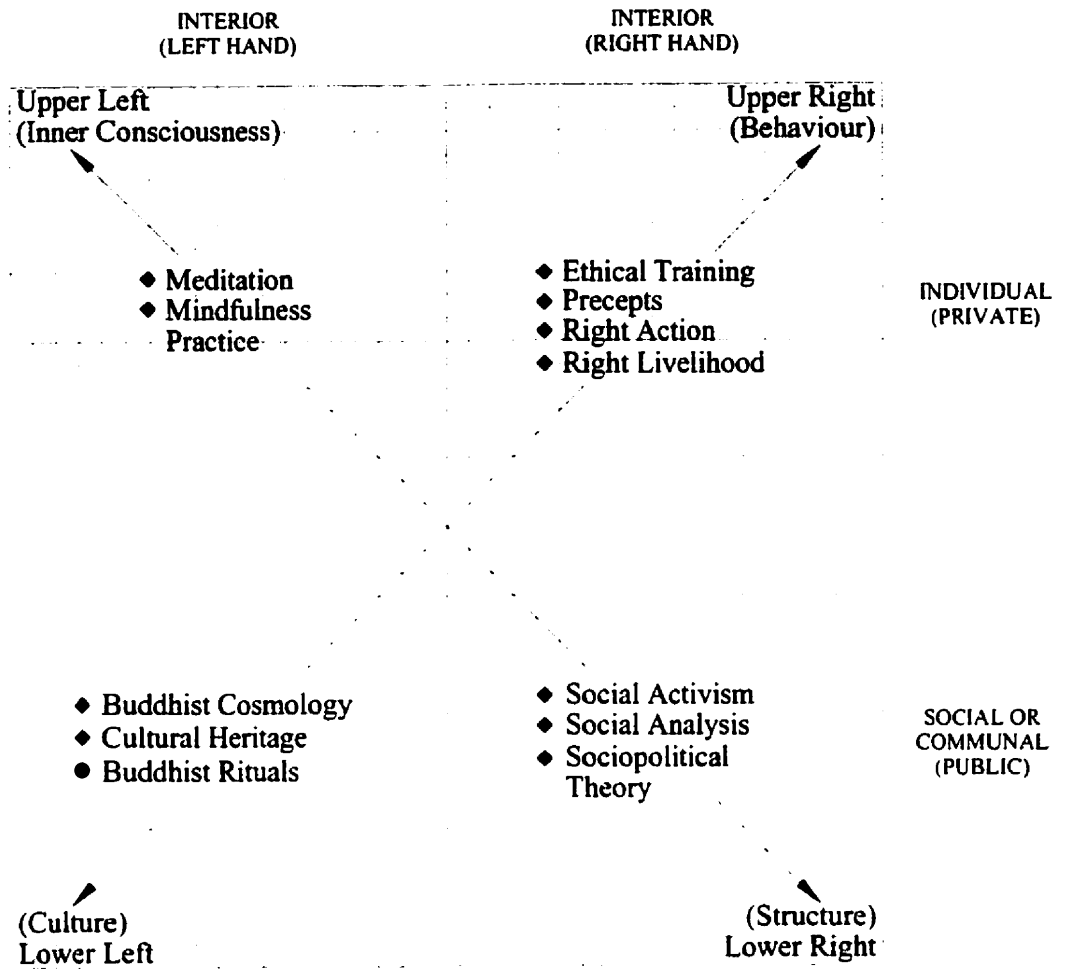 INTERIOR
(LEFT HAND)
INTERIOR
(RIGHT HAND)
Upper Left
(Inner Consciousness)
Upper Right
(Behaviour)
◆ Meditation
◆ Mindfulness
Practice
◆ Ethical Training
◆ Precepts
◆ Right Action
◆ Right Livelihood
INDIVIDUAL
(PRIVATE)
◆ Buddhist Cosmology
◆ Cultural Heritage
● Buddhist Rituals
◆ Social Activism
◆ Social Analysis
◆ Sociopolitical
Theory
SOCIAL OR
COMMUNAL
(PUBLIC)
(Culture)
Lower Left
(Structure)
Lower Right